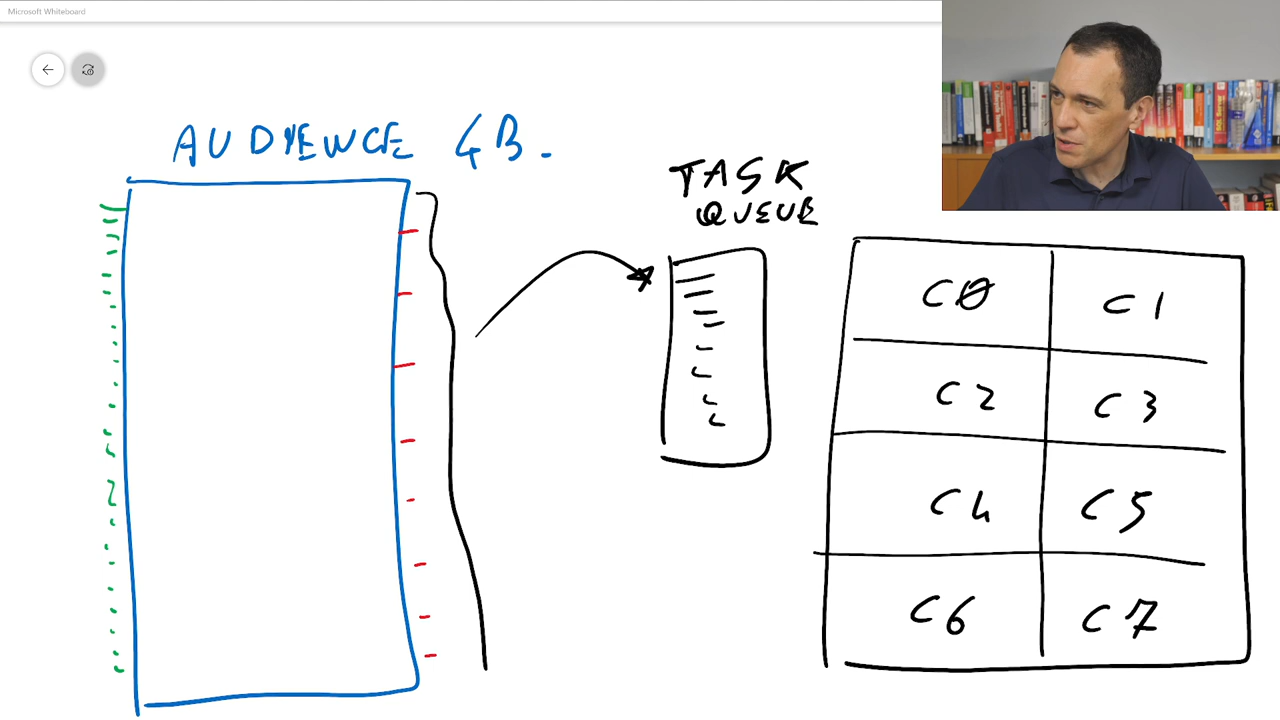 Microsoft Whiteboard
AUDIENCE 4B.
TASK
QUEUE
C0 C1
C2 C3
C4 C5
C6 C7